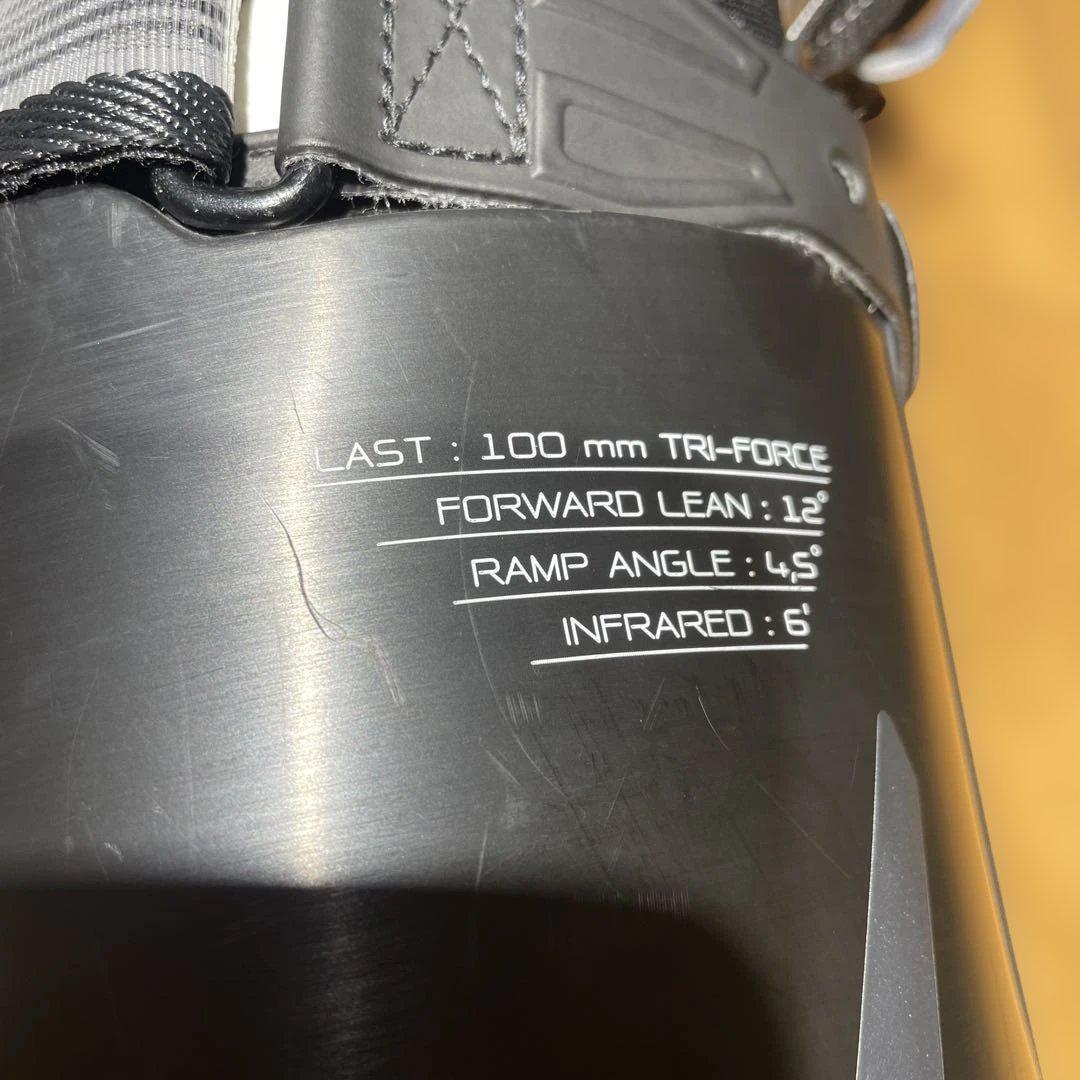 LAST : 100 mm TRI-FORCE
FORWARD LEAN : 12°
RAMP ANGLE : 4,5°
INFRARED : 6'